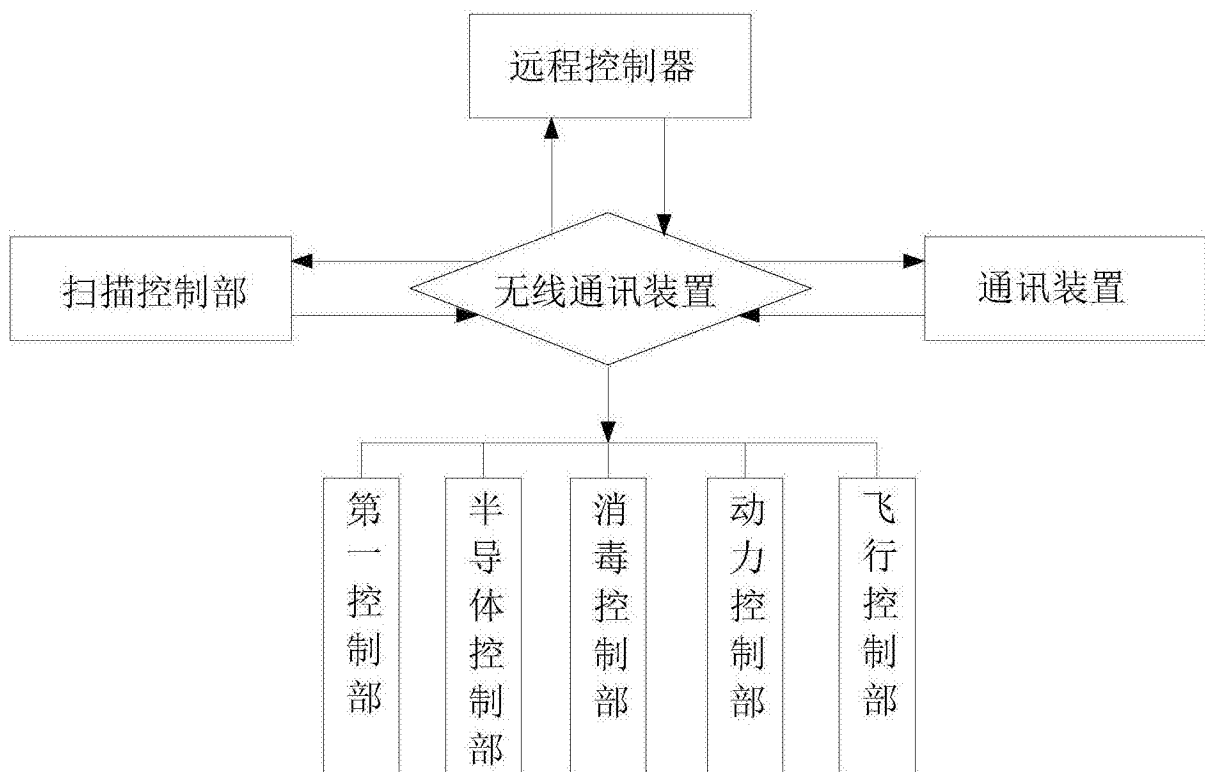 远程控制器
扫描控制部
无线通讯装置
通讯装置
第一控制部
半导体控制部
消毒控制部
动力控制部
飞行控制部